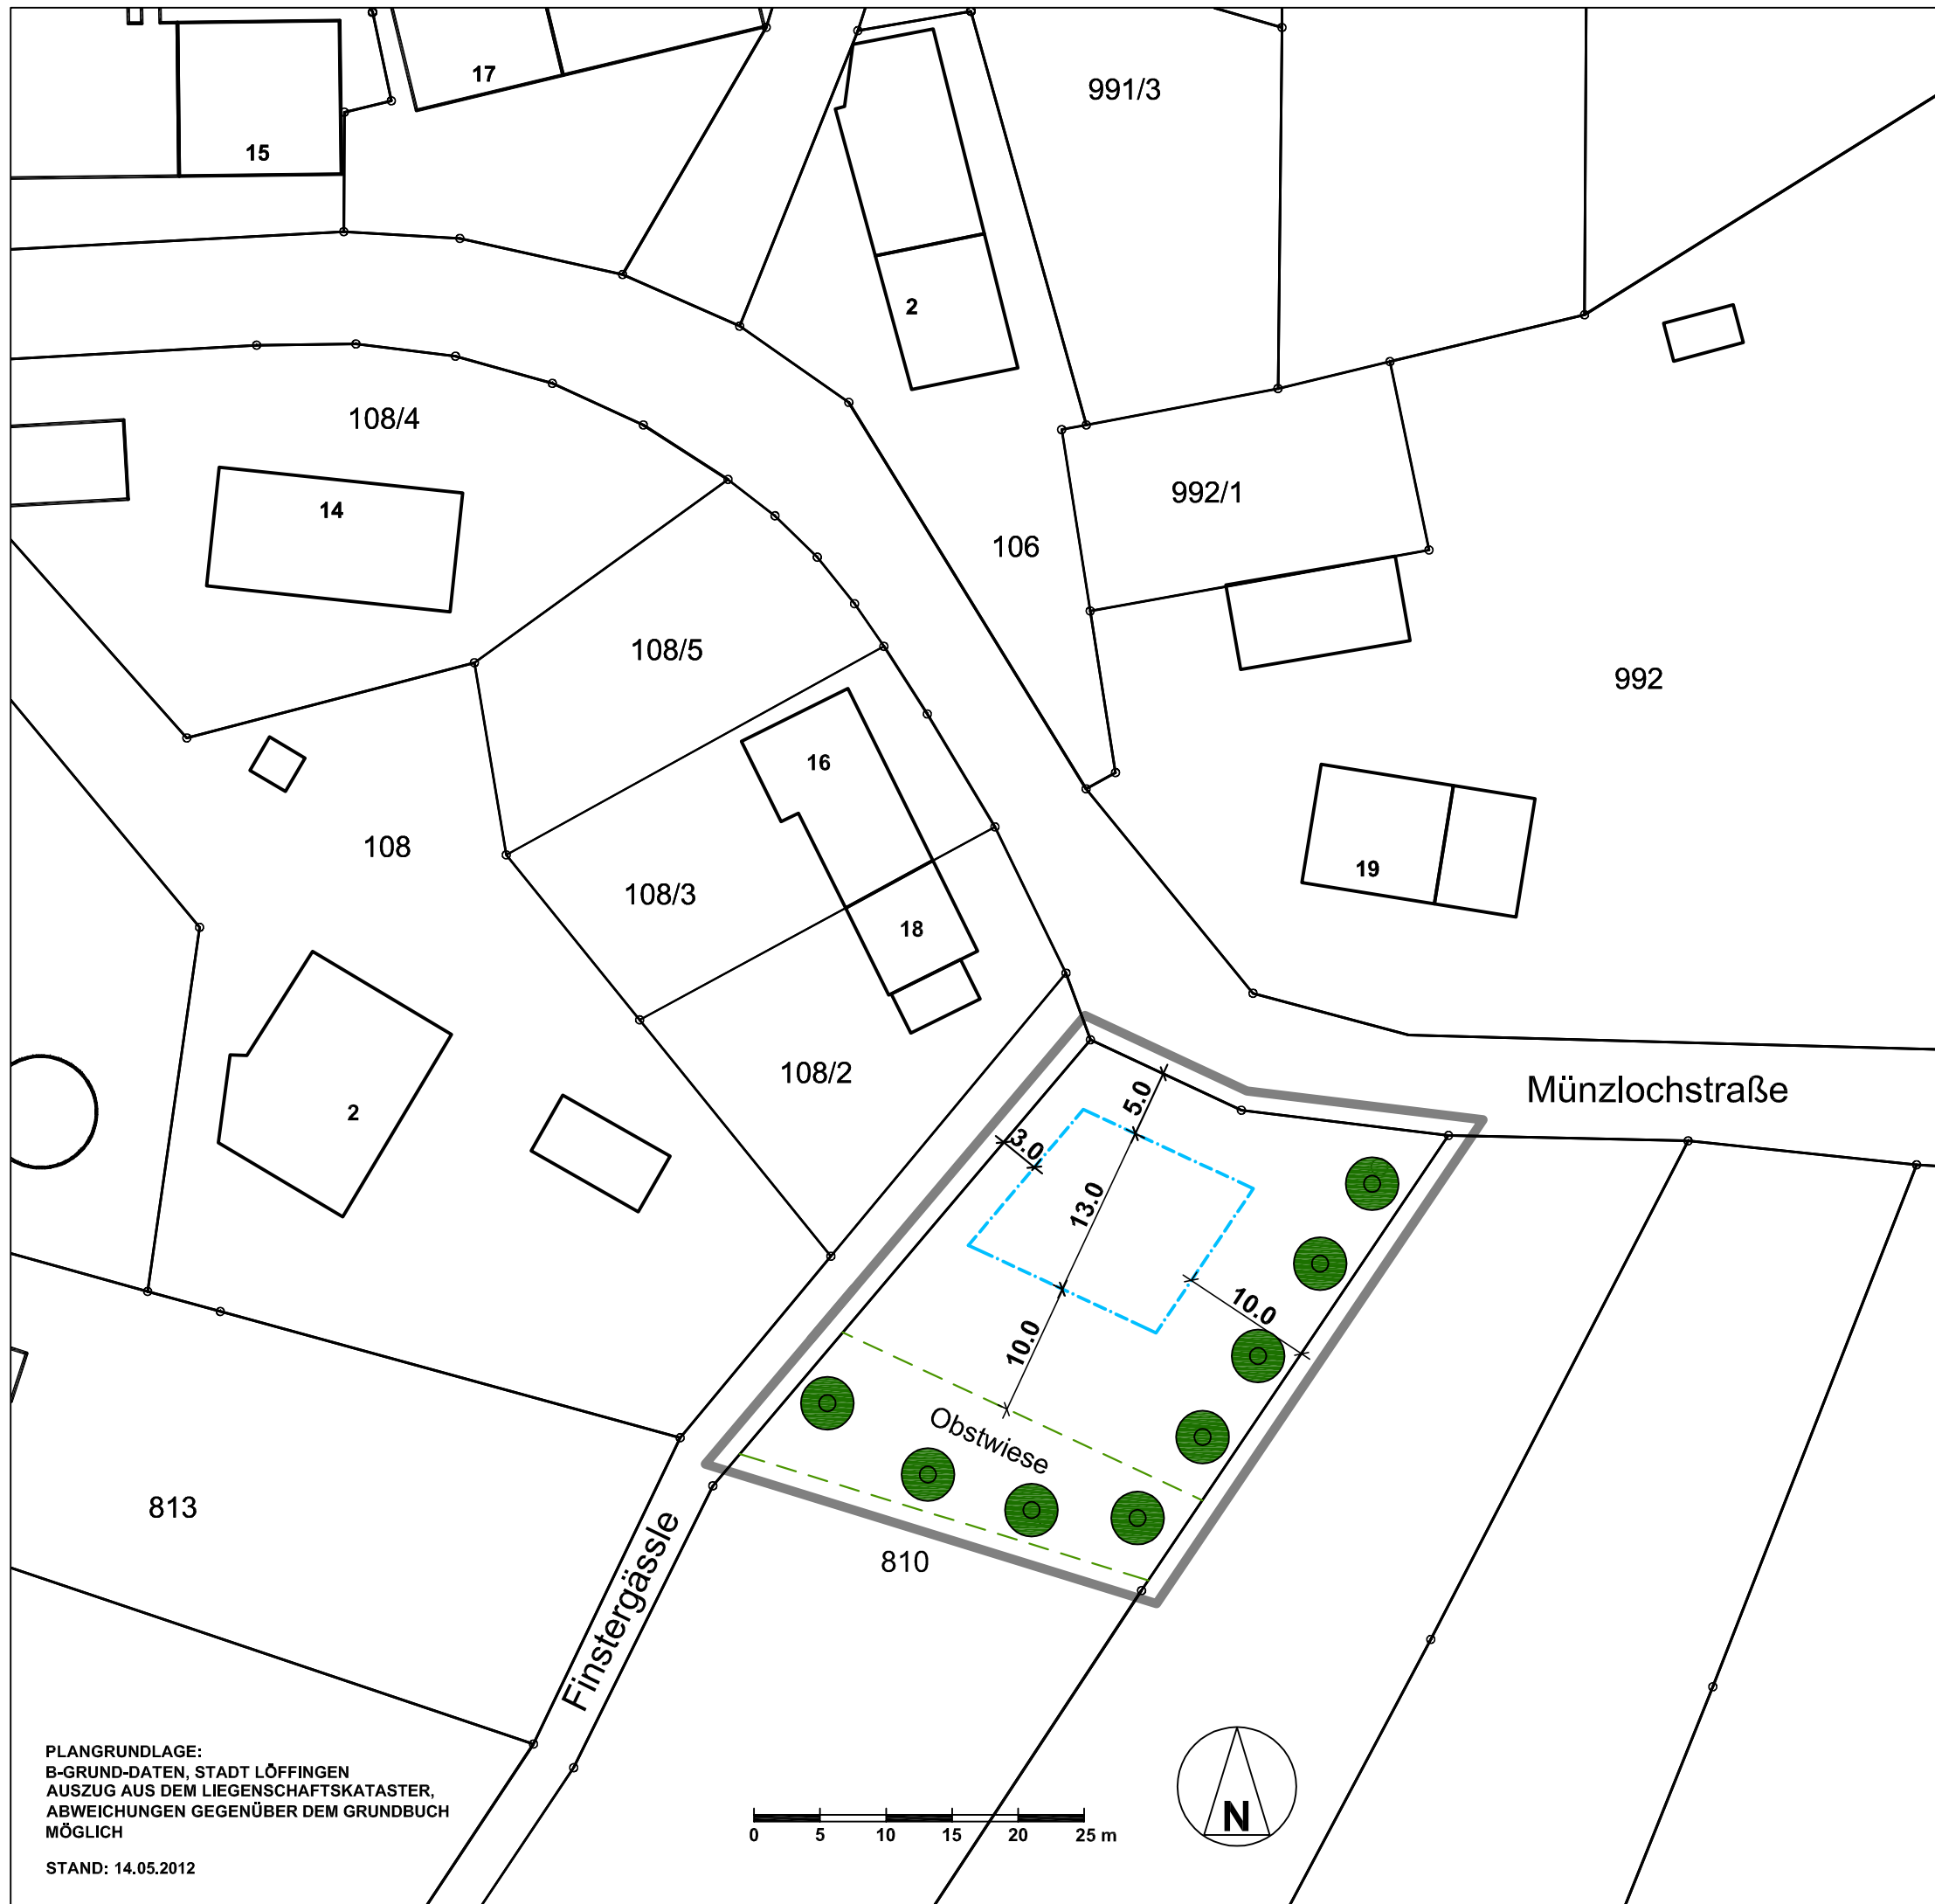 17
991/3
15
2
108/4
992/1
14
106
108/5
992
16
108
19
108/3
18
108/2
Münzlochstraße
5.0
2
3.0
13.0
10.0
10.0
Obstwiese
813
810
Finstergässle
PLANGRUNDLAGE:
B-GRUND-DATEN, STADT LÖFFINGEN
AUSZUG AUS DEM LIEGENSCHAFTSKATASTER,
ABWEICHUNGEN GEGENÜBER DEM GRUNDBUCH
MÖGLICH
STAND: 14.05.2012
0 5 10 15 20 25 m
N